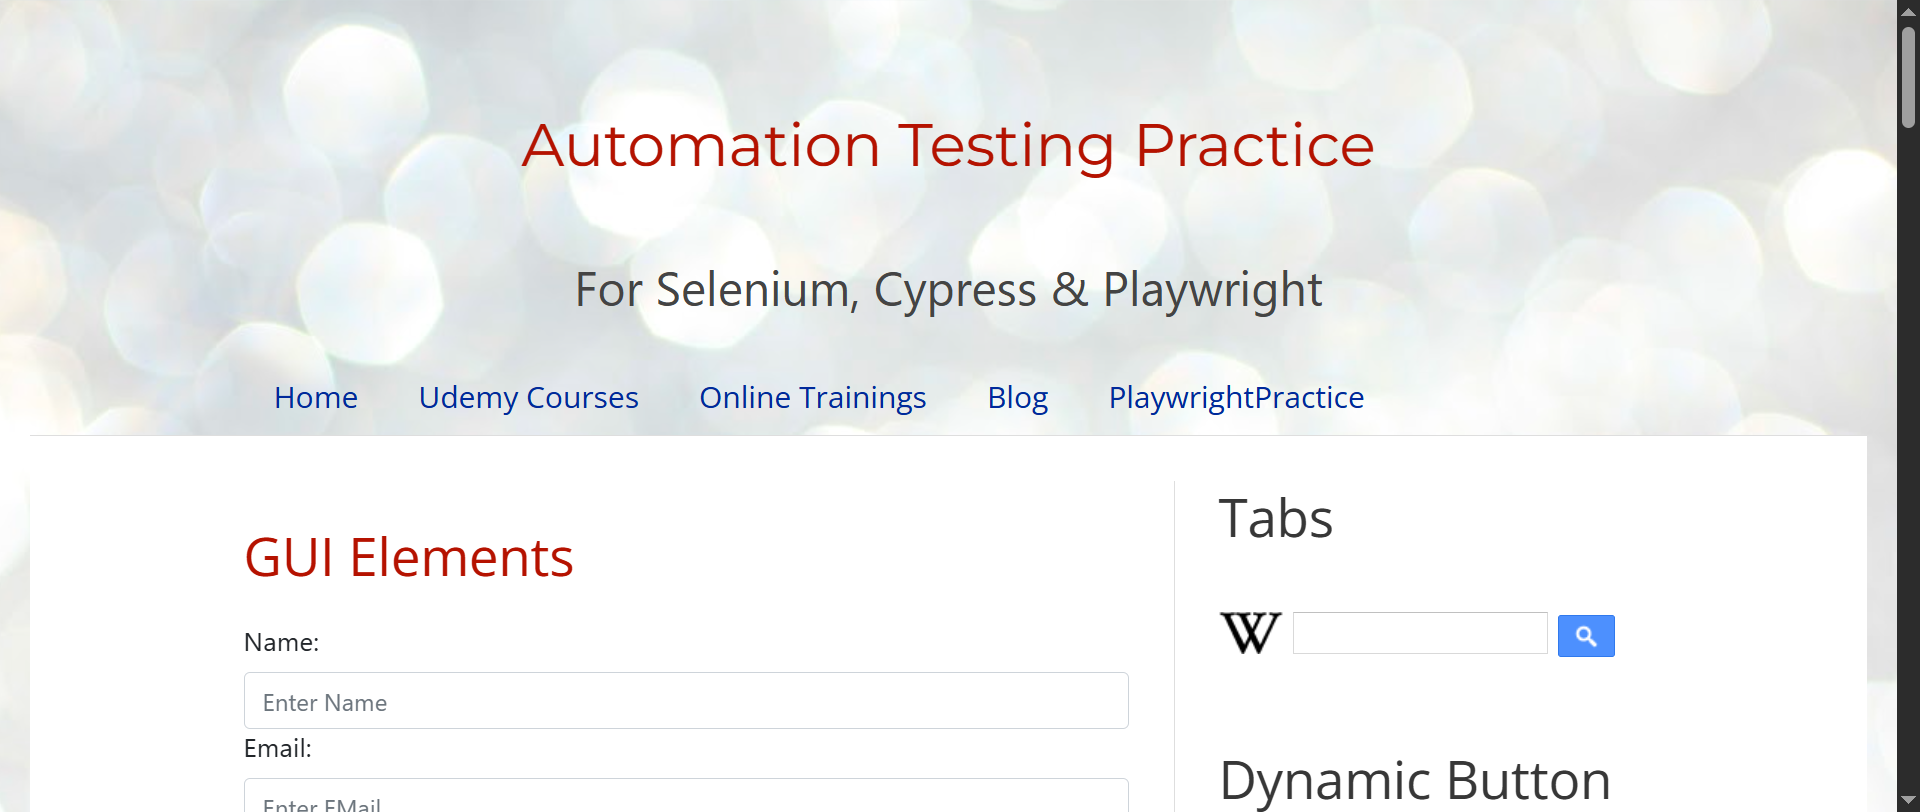 Automation Testing Practice
For Selenium, Cypress & Playwright
Home Udemy Courses Online Trainings Blog PlaywrightPractice
GUI Elements
Name:
Enter Name
Email:
Enter EMail
Tabs
W
Dynamic Button